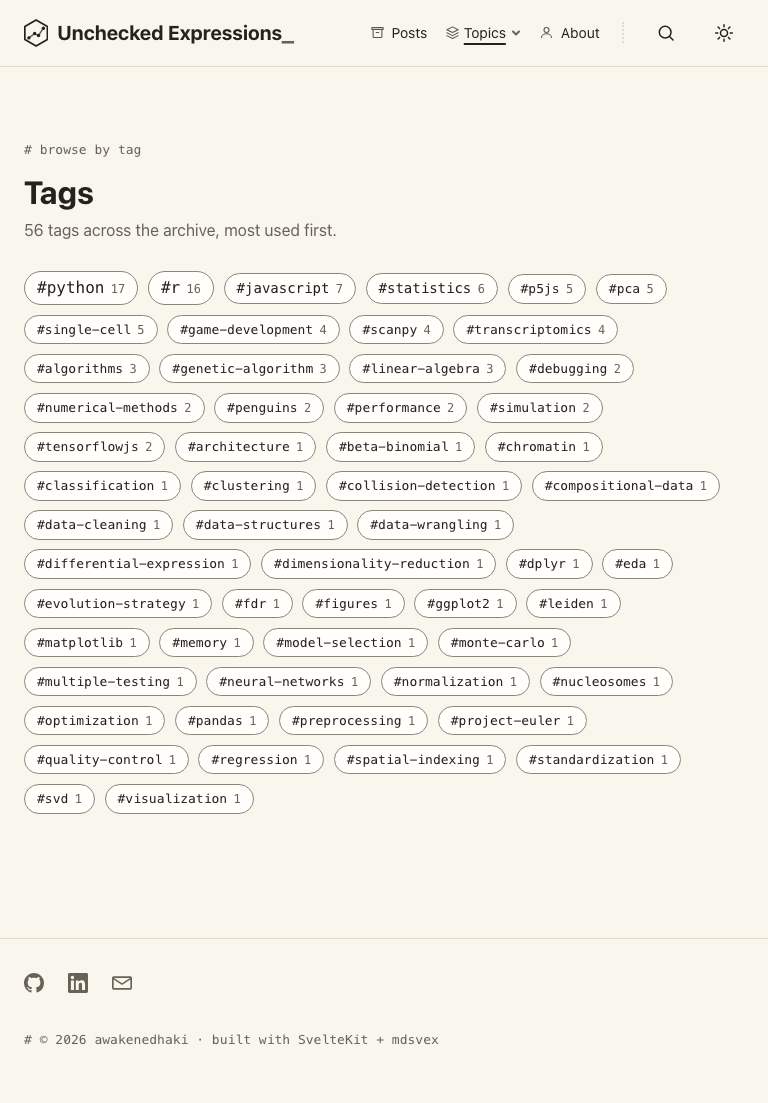 Unchecked Expressions_ Posts Topics About
# browse by tag
Tags
56 tags across the archive, most used first.
#python 17 #r 16 #javascript 7 #statistics 6 #p5js 5 #pca 5
#single-cell 5 #game-development 4 #scanpy 4 #transcriptomics 4
#algorithms 3 #genetic-algorithm 3 #linear-algebra 3 #debugging 2
#numerical-methods 2 #penguins 2 #performance 2 #simulation 2
#tensorflowjs 2 #architecture 1 #beta-binomial 1 #chromatin 1
#classification 1 #clustering 1 #collision-detection 1 #compositional-data 1
#data-cleaning 1 #data-structures 1 #data-wrangling 1
#differential-expression 1 #dimensionality-reduction 1 #dplyr 1 #eda 1
#evolution-strategy 1 #fdr 1 #figures 1 #ggplot2 1 #leiden 1
#matplotlib 1 #memory 1 #model-selection 1 #monte-carlo 1
#multiple-testing 1 #neural-networks 1 #normalization 1 #nucleosomes 1
#optimization 1 #pandas 1 #preprocessing 1 #project-euler 1
#quality-control 1 #regression 1 #spatial-indexing 1 #standardization 1
#svd 1 #visualization 1
in
# © 2026 awakenedhaki · built with SvelteKit + mdsvex